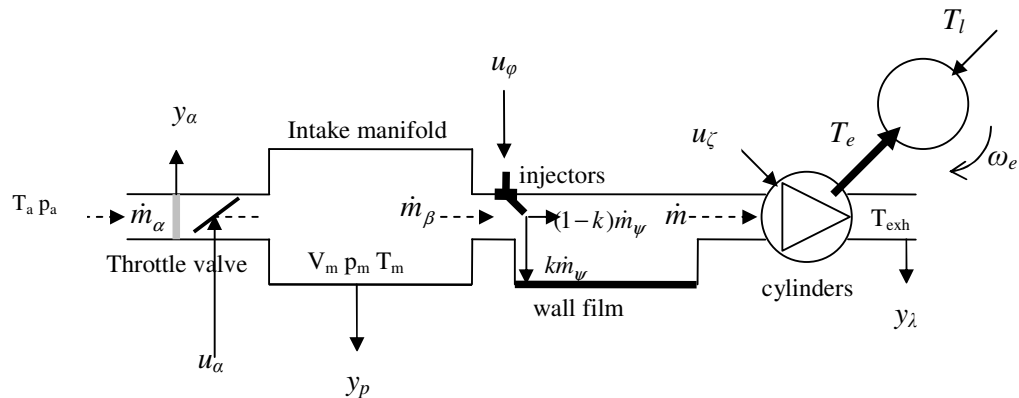 T_l
u_φ
y_α
Intake manifold
u_ζ
T_e
ω_e
injectors
T_a p_a
ṁ_α
ṁ_β
(1−k)ṁ_ψ
ṁ
T_exh
Throttle valve
V_m p_m T_m
kṁ_ψ
wall film
cylinders
y_λ
u_α
y_p